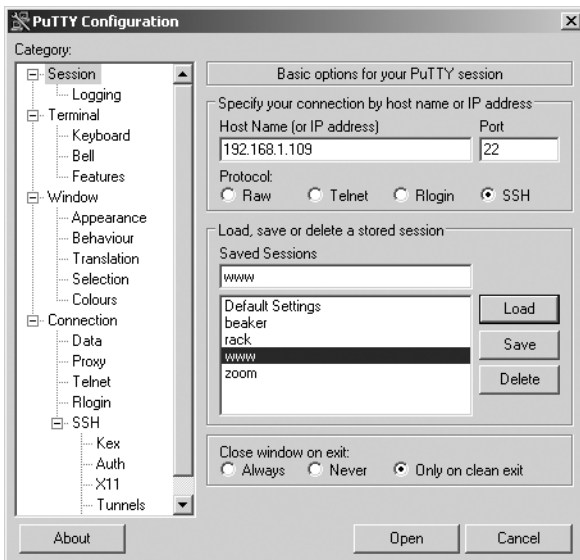 PuTTY Configuration
Category:
Session
Logging
Terminal
Keyboard
Bell
Features
Window
Appearance
Behaviour
Translation
Selection
Colours
Connection
Data
Proxy
Telnet
Rlogin
SSH
Kex
Auth
X11
Tunnels
Basic options for your PuTTY session
Specify your connection by host name or IP address
Host Name (or IP address) Port
192.168.1.109 22
Protocol:
Raw Telnet Rlogin SSH
Load, save or delete a stored session
Saved Sessions
www
Default Settings
beaker
rack
www
zoom
Load
Save
Delete
Close window on exit:
Always Never Only on clean exit
About Open Cancel